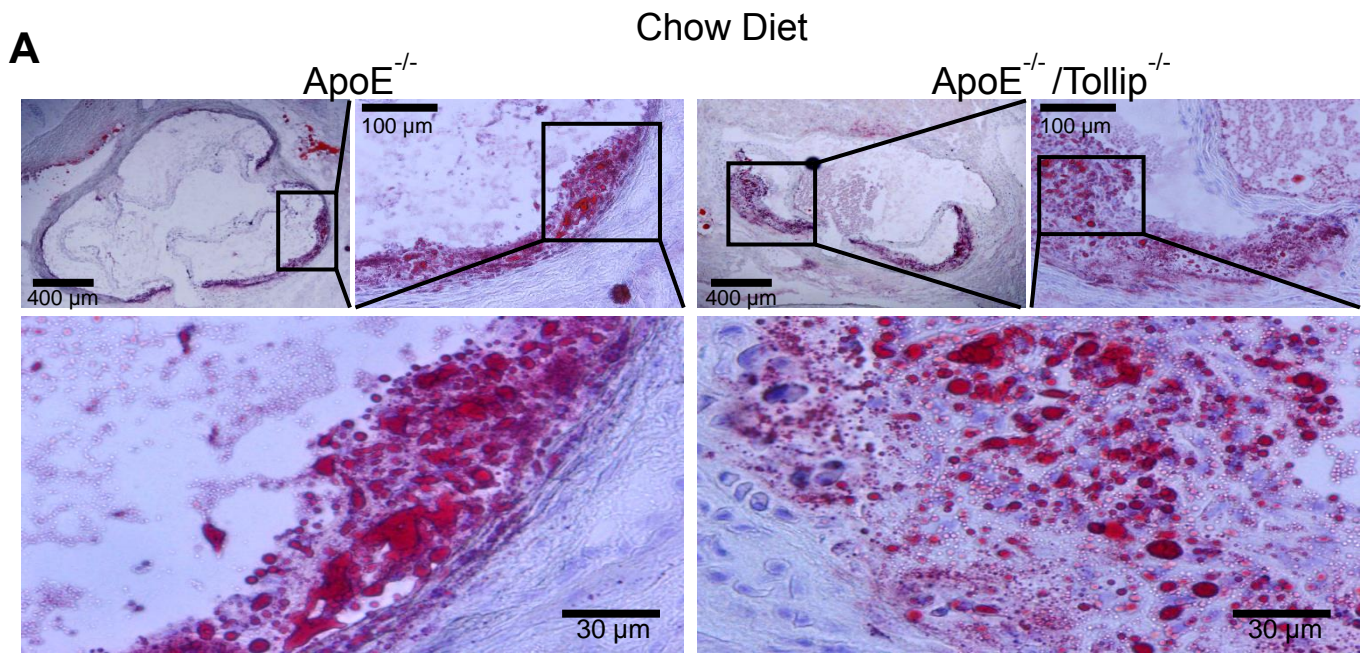 Chow Diet
A
ApoE-/-
ApoE-/-/Tollip-/-
100 µm
100 µm
400 µm
400 µm
30 µm
30 µm